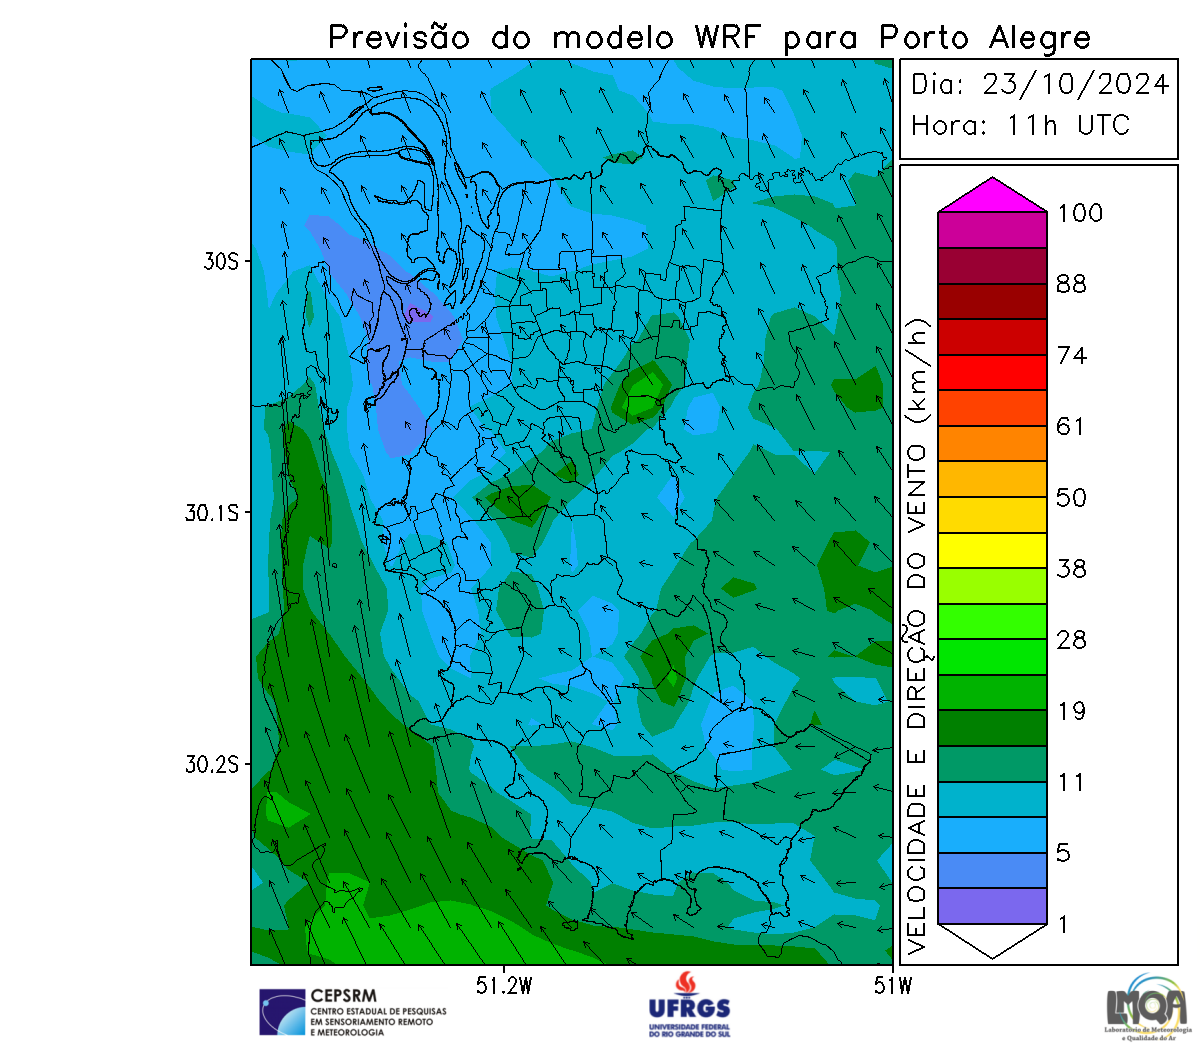 Previsão do modelo WRF para Porto Alegre
Dia: 23/10/2024
Hora: 11h UTC
30S
30.1S
30.2S
51.2W
51W
VELOCIDADE E DIREÇÃO DO VENTO (km/h)
100
88
74
61
50
38
28
19
11
5
1
CEPSRM
CENTRO ESTADUAL DE PESQUISAS
EM SENSORIAMENTO REMOTO
E METEOROLOGIA
UFRGS
UNIVERSIDADE FEDERAL
DO RIO GRANDE DO SUL
LMQA
Laboratório de Meteorologia
e Qualidade do Ar